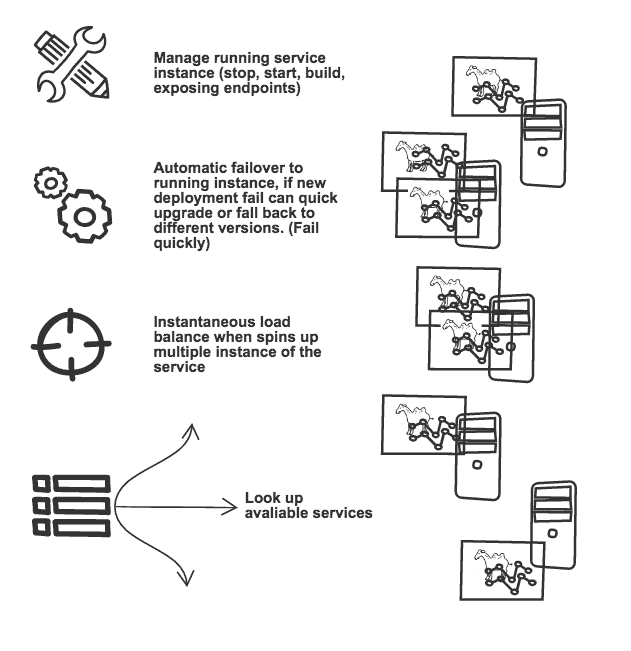 Manage running service
instance (stop, start, build,
exposing endpoints)
Automatic failover to
running instance, if new
deployment fail can quick
upgrade or fall back to
different versions. (Fail
quickly)
Instantaneous load
balance when spins up
multiple instance of the
service
Look up
avaliable services